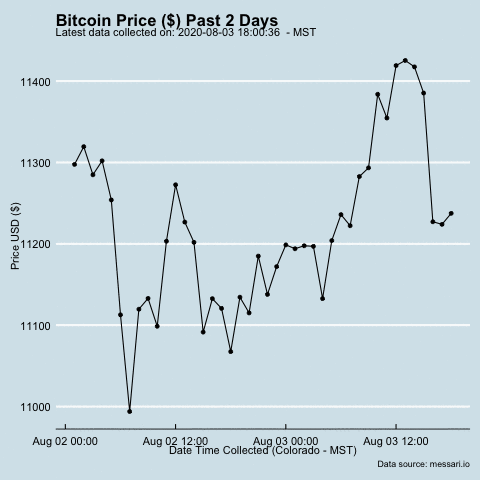 Bitcoin Price ($) Past 2 Days
Latest data collected on: 2020-08-03 18:00:36  - MST
11400
11300
11200
11100
11000
Price USD ($)
Aug 02 00:00 Aug 02 12:00 Aug 03 00:00 Aug 03 12:00
Date Time Collected (Colorado - MST)
Data source: messari.io